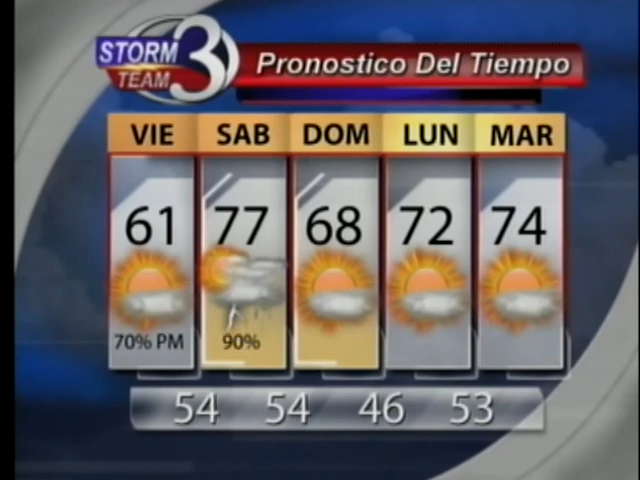 STORM 3
TEAM
Pronostico Del Tiempo
VIE SAB DOM LUN MAR
61 77 68 72 74
70% PM 90%
54 54 46 53